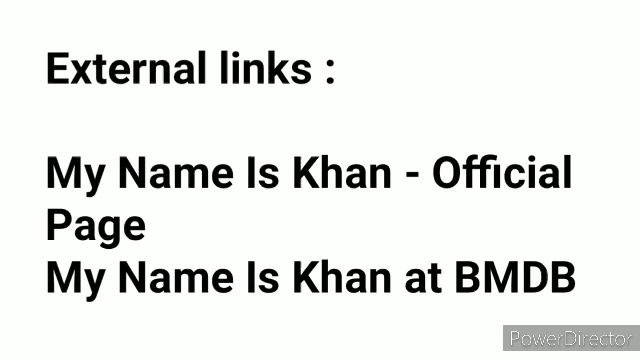 External links :
My Name Is Khan - Official
Page
My Name Is Khan at BMDB
PowerDirector